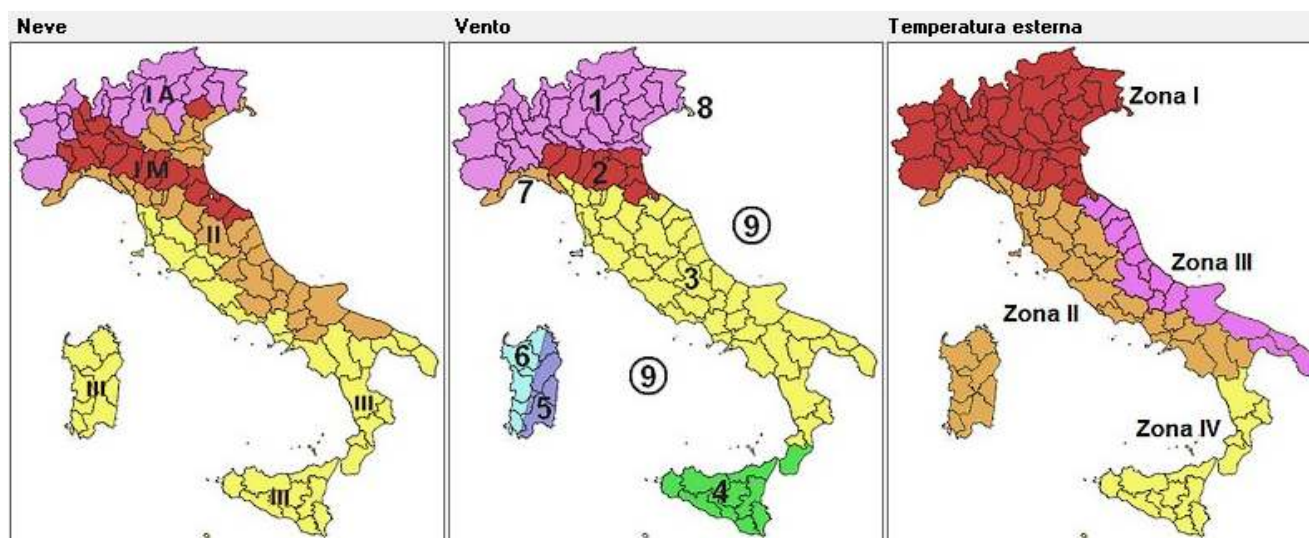 Neve
I A
I M
II
III
III
III
Vento
1
8
2
7
9
3
6
9
5
4
Temperatura esterna
Zona I
Zona III
Zona II
Zona IV